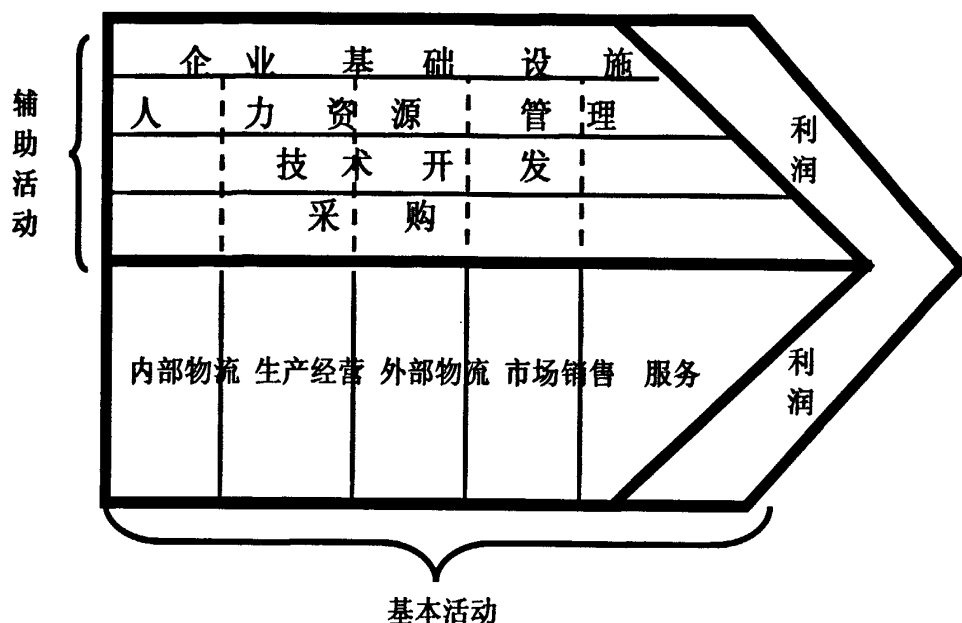 辅助活动
企业基础设施
人力资源管理
技术开发
采购
利润
内部物流 生产经营 外部物流 市场销售 服务
利润
基本活动